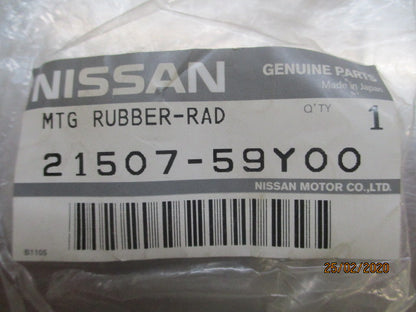 NISSAN
GENUINE PARTS
Made in Japan
MTG RUBBER-RAD
Q'TY 1
21507-59Y00
NISSAN MOTOR CO.,LTD.
B1105
25/02/2020